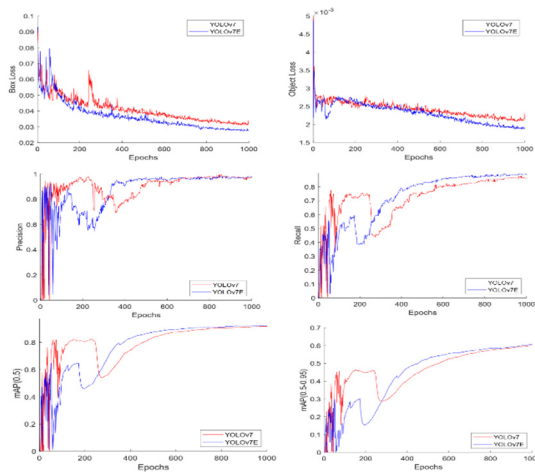 0.1
0.09
0.08
0.07
0.06
0.05
0.04
0.03
0.02
Box Loss
YOLOv7
YOLOv7E
0 200 400 600 800 1000
Epochs
×10⁻³
5
4.5
4
3.5
3
2.5
2
1.5
Object Loss
YOLOv7
YOLOv7E
0 200 400 600 800 1000
Epochs
1
0.8
0.6
0.4
0.2
0
Precision
YOLOv7
YOLOv7E
0 200 400 600 800 1000
Epochs
0.8
0.6
0.4
0.2
0
Recall
YOLOv7
YOLOv7E
0 200 400 600 800 1000
Epochs
0.8
0.6
0.4
0.2
0
mAP(0.5)
YOLOv7
YOLOv7E
0 200 400 600 800 1000
Epochs
0.7
0.6
0.5
0.4
0.3
0.2
0.1
0
mAP(0.5-0.95)
YOLOv7
YOLOv7E
0 200 400 600 800 1000
Epochs